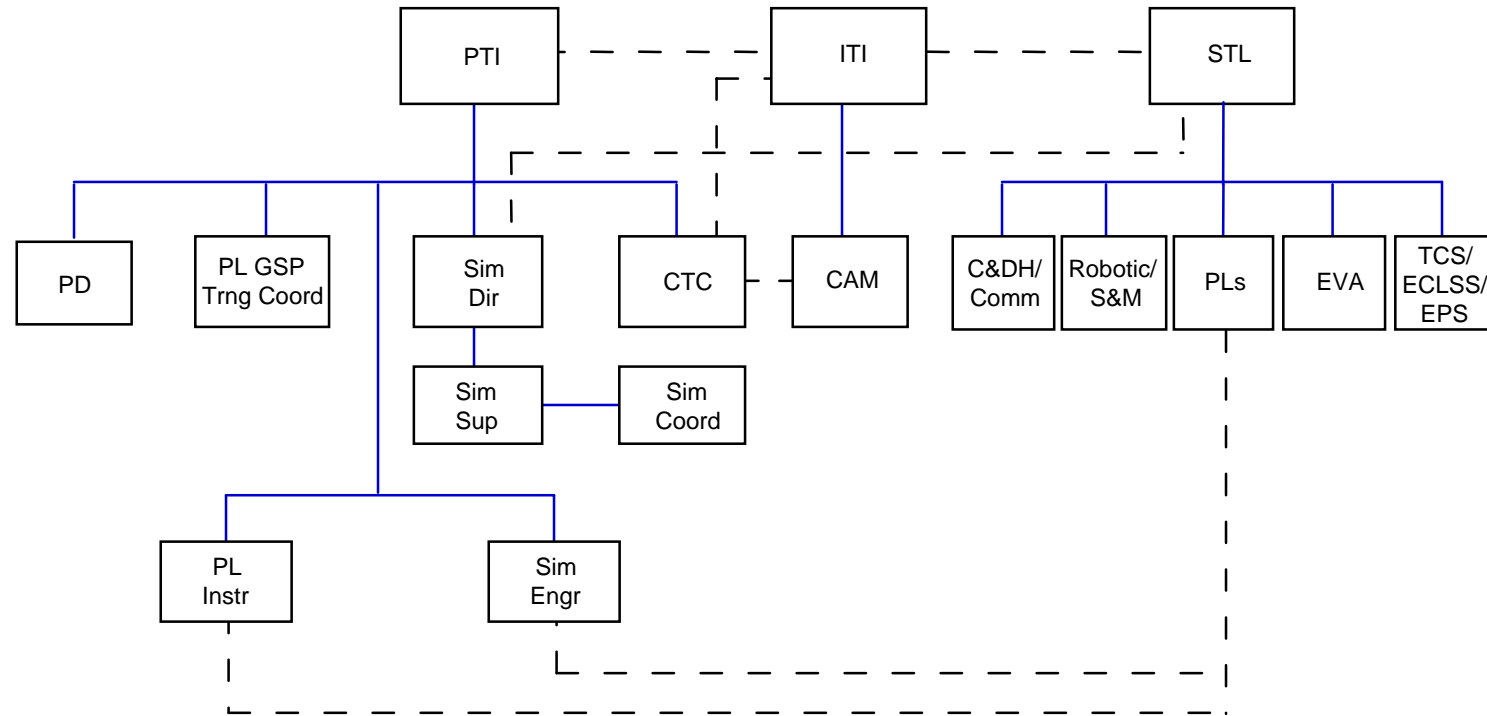 PTI
ITI
STL
PD
PL GSP
Trng Coord
Sim
Dir
CTC
CAM
C&DH/
Comm
Robotic/
S&M
PLs
EVA
TCS/
ECLSS/
EPS
Sim
Sup
Sim
Coord
PL
Instr
Sim
Engr